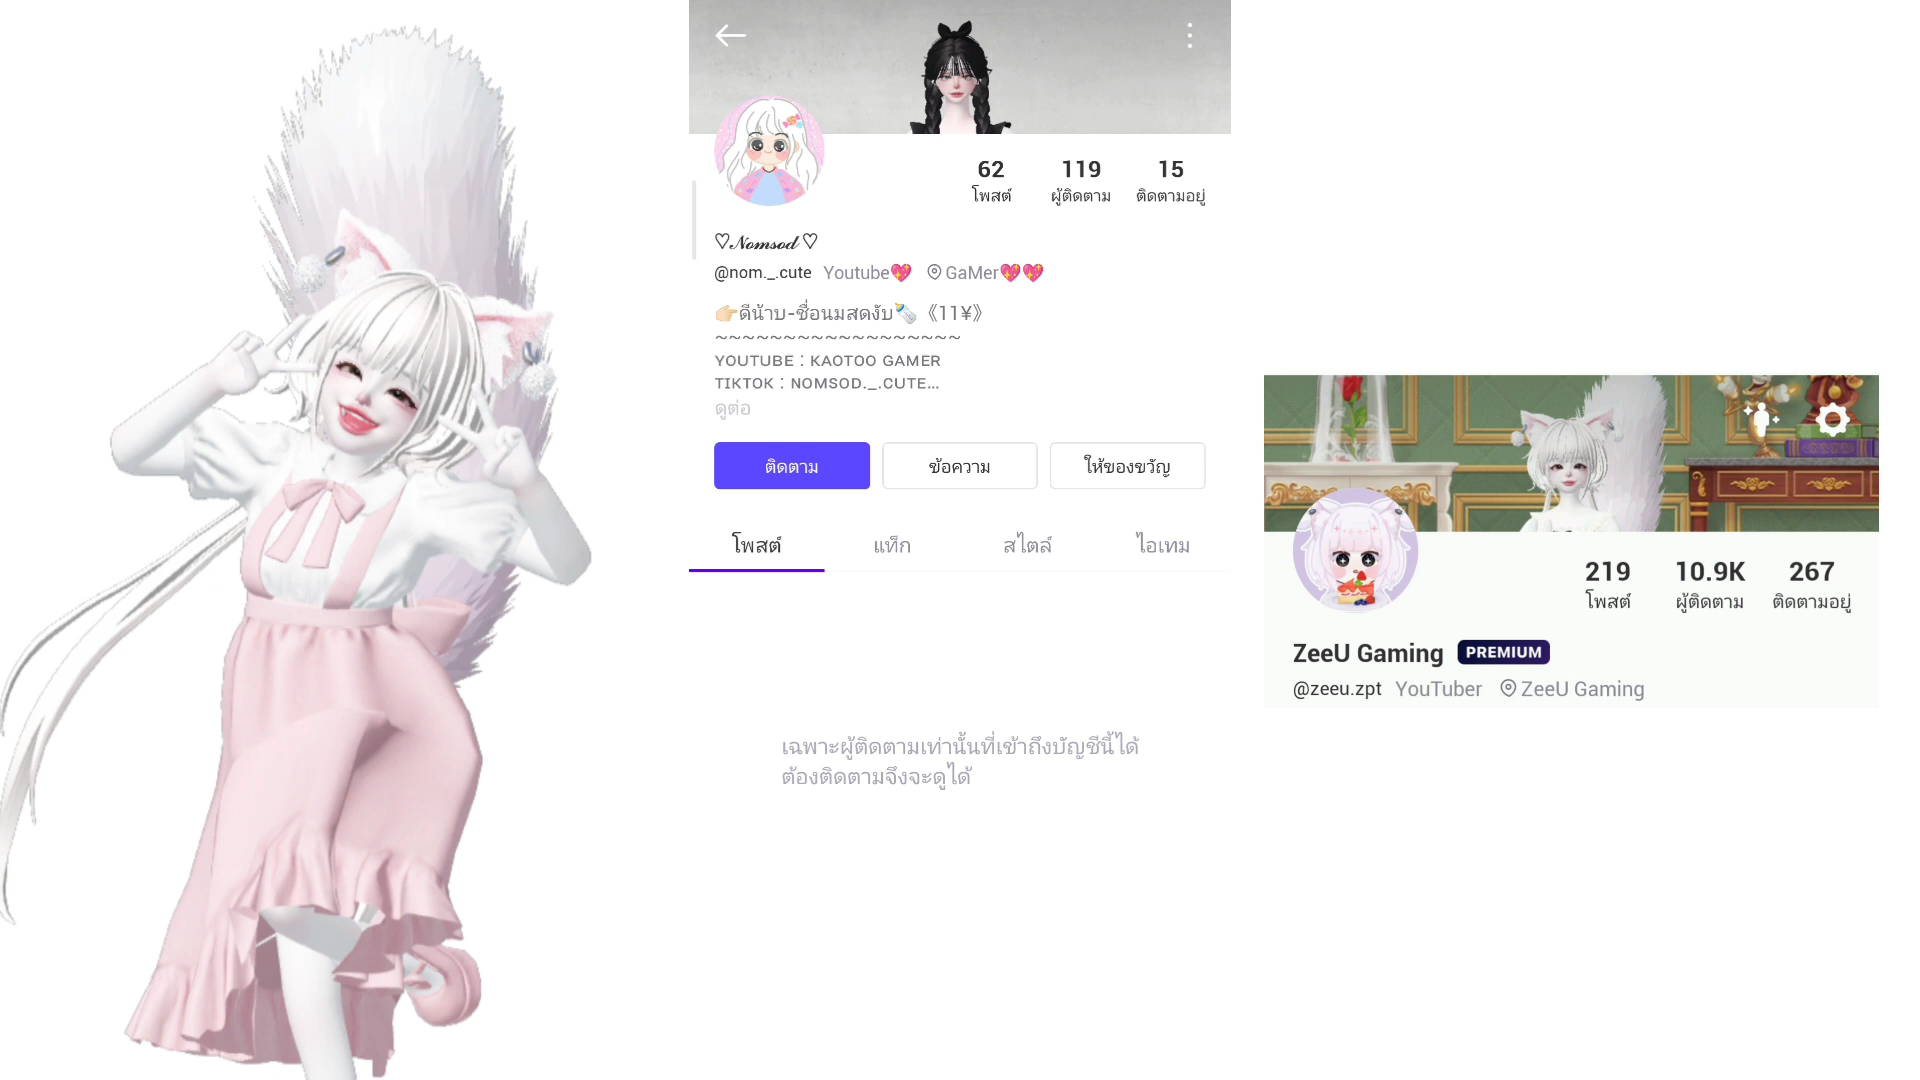 62 119 15
โพสต์ ผู้ติดตาม ติดตามอยู่
♡𝒩𝑜𝓂𝓈𝑜𝒹 ♡
@nom._.cute Youtube💖 GaMer💖💖
👉🏻ดีน้าบ-ชื่อนมสดงับ🍼《11¥》
~~~~~~~~~~~~~~~~~~
YOUTUBE : KAOTOO GAMER
TIKTOK : NOMSOD._.CUTE...
ดูต่อ
ติดตาม ข้อความ ให้ของขวัญ
โพสต์ แท็ก สไตล์ ไอเทม
เฉพาะผู้ติดตามเท่านั้นที่เข้าถึงบัญชีนี้ได้
ต้องติดตามจึงจะดูได้
219 10.9K 267
โพสต์ ผู้ติดตาม ติดตามอยู่
ZeeU Gaming PREMIUM
@zeeu.zpt YouTuber ZeeU Gaming